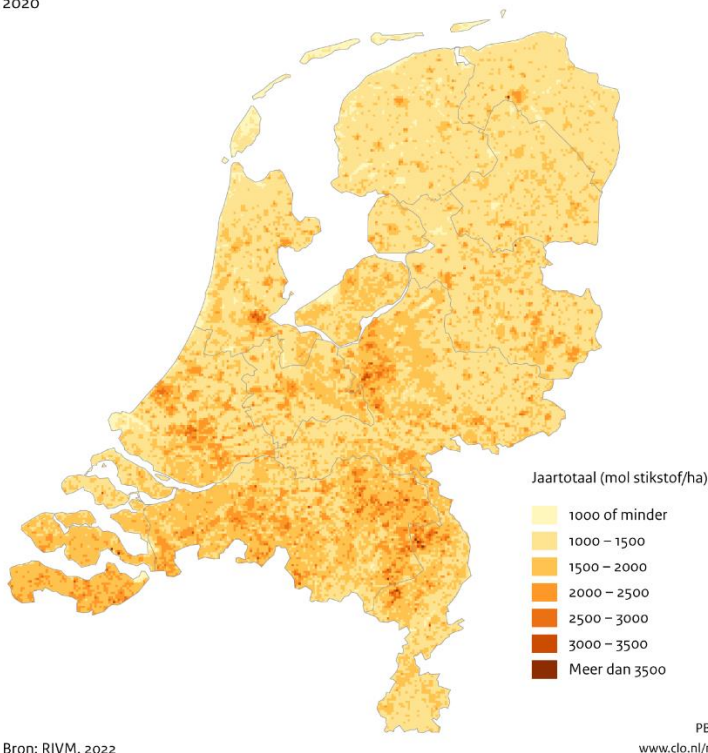 2020
Jaartotaal (mol stikstof/ha)
1000 of minder
1000 – 1500
1500 – 2000
2000 – 2500
2500 – 3000
3000 – 3500
Meer dan 3500
Bron: RIVM, 2022
www.clo.nl/